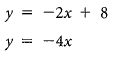 y = −2x + 8
y = −4x